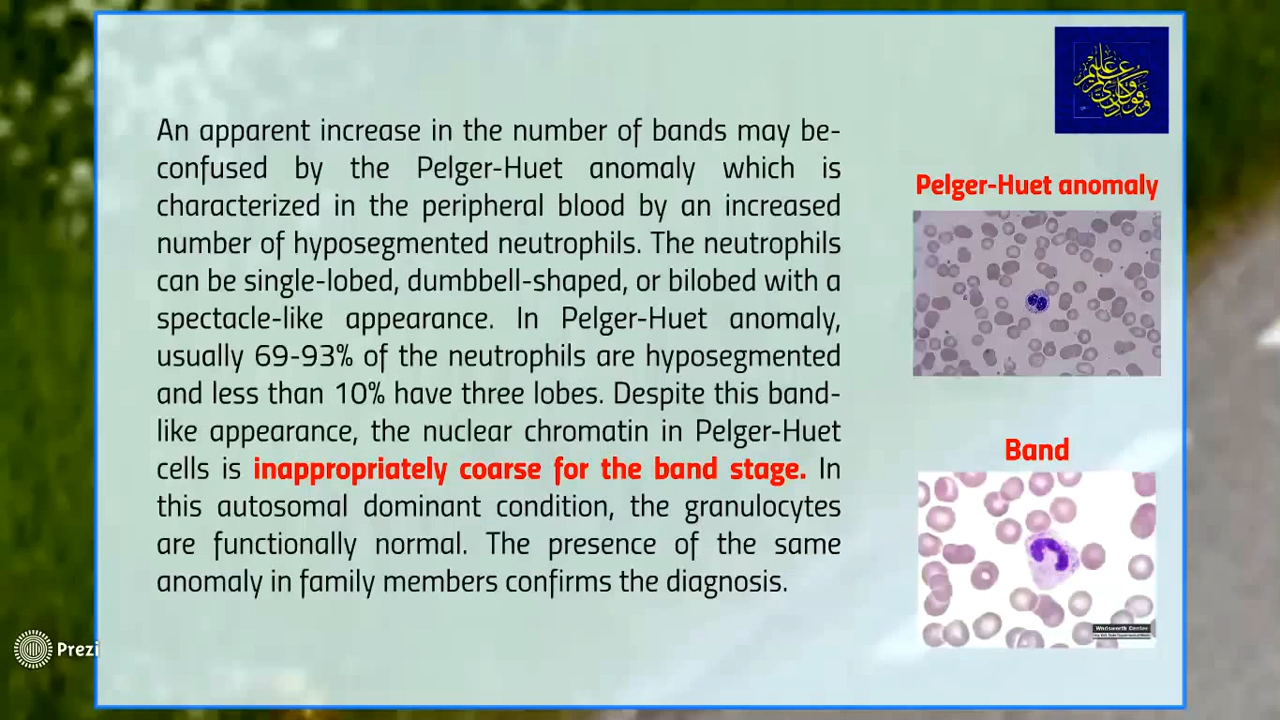 An apparent increase in the number of bands may be-
confused by the Pelger-Huet anomaly which is
characterized in the peripheral blood by an increased
number of hyposegmented neutrophils. The neutrophils
can be single-lobed, dumbbell-shaped, or bilobed with a
spectacle-like appearance. In Pelger-Huet anomaly,
usually 69-93% of the neutrophils are hyposegmented
and less than 10% have three lobes. Despite this band-
like appearance, the nuclear chromatin in Pelger-Huet
cells is inappropriately coarse for the band stage. In
this autosomal dominant condition, the granulocytes
are functionally normal. The presence of the same
anomaly in family members confirms the diagnosis.
Pelger-Huet anomaly
Band
Wadsworth Center
Prezi